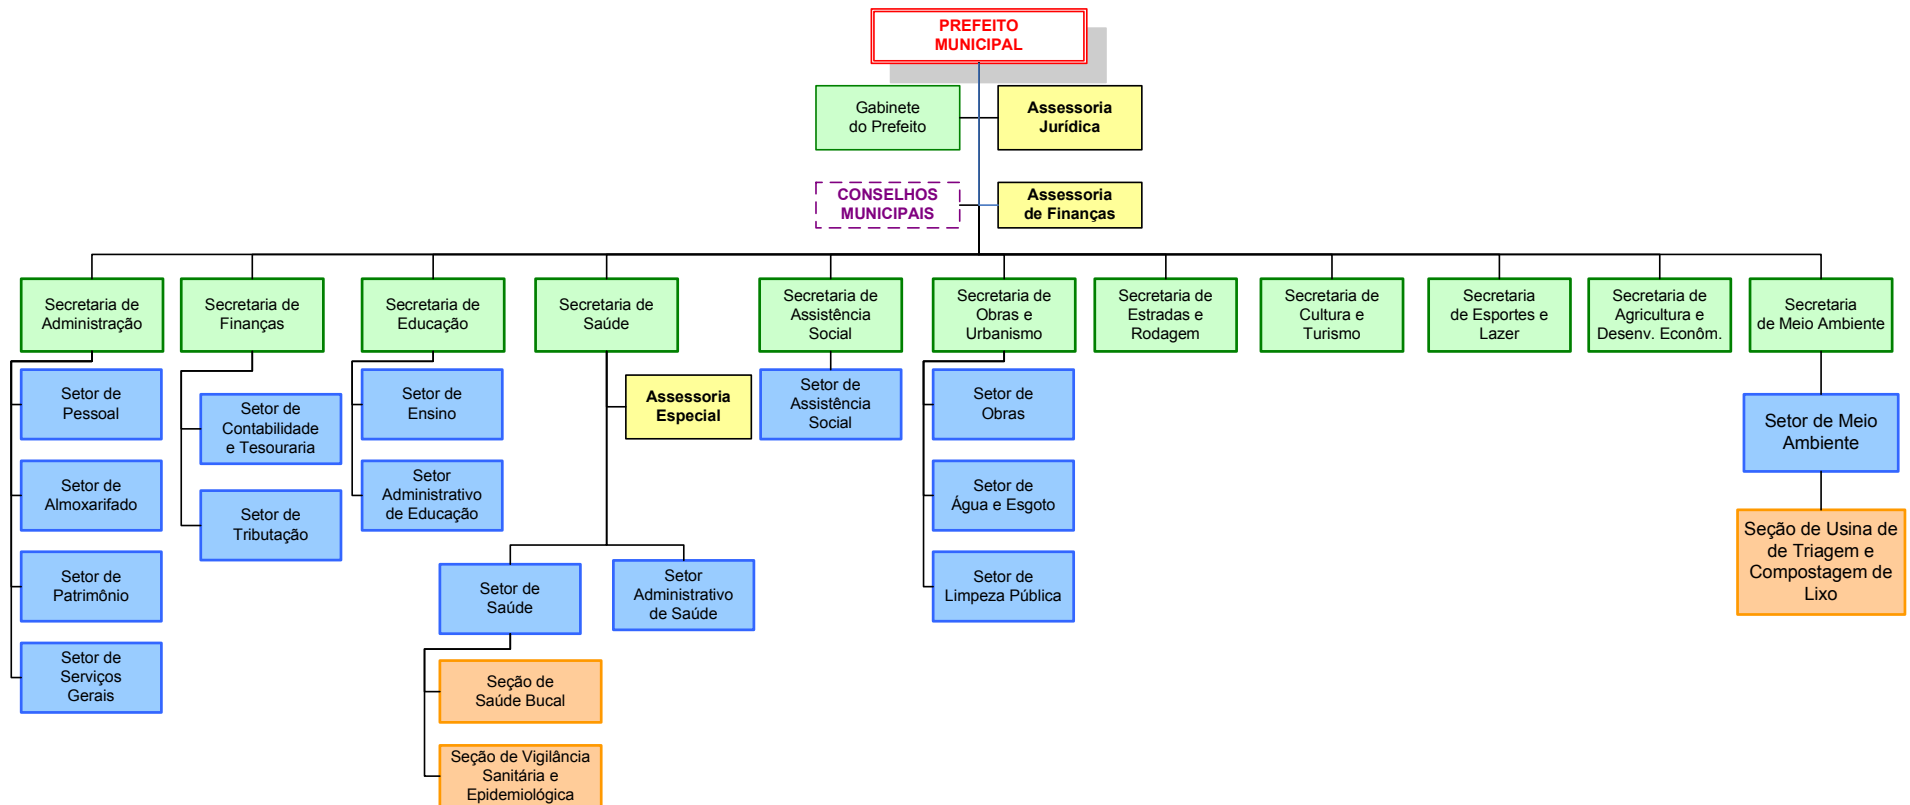 PREFEITO
MUNICIPAL
Gabinete
do Prefeito
Assessoria
Jurídica
CONSELHOS
MUNICIPAIS
Assessoria
de Finanças
Secretaria de
Administração
Secretaria de
Finanças
Secretaria de
Educação
Secretaria de
Saúde
Secretaria de
Assistência
Social
Secretaria de
Obras e
Urbanismo
Secretaria de
Estradas e
Rodagem
Secretaria de
Cultura e
Turismo
Secretaria
de Esportes e
Lazer
Secretaria de
Agricultura e
Desenv. Econôm.
Secretaria
de Meio Ambiente
Setor de
Pessoal
Setor de
Contabilidade
e Tesouraria
Setor de
Ensino
Assessoria
Especial
Setor de
Assistência
Social
Setor de
Obras
Setor de Meio
Ambiente
Setor de
Almoxarifado
Setor de
Tributação
Setor
Administrativo
de Educação
Setor de
Água e Esgoto
Seção de Usina de
de Triagem e
Compostagem de
Lixo
Setor de
Patrimônio
Setor de
Saúde
Setor
Administrativo
de Saúde
Setor de
Limpeza Pública
Setor de
Serviços
Gerais
Seção de
Saúde Bucal
Seção de Vigilância
Sanitária e
Epidemiológica